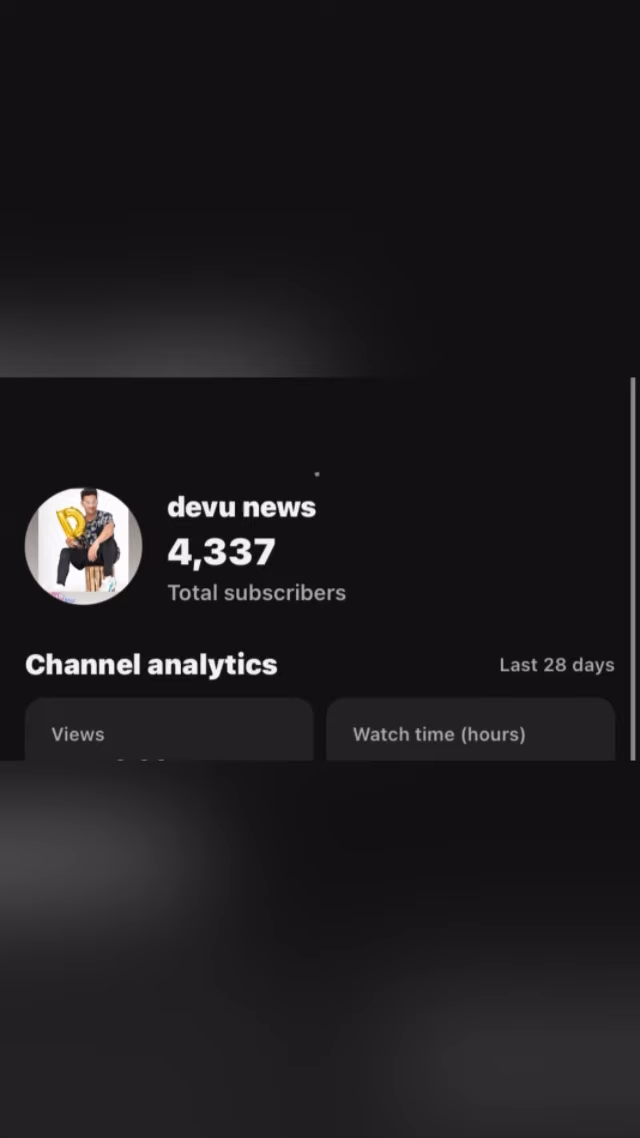 devu news
4,337
Total subscribers
Channel analytics
Last 28 days
Views
Watch time (hours)